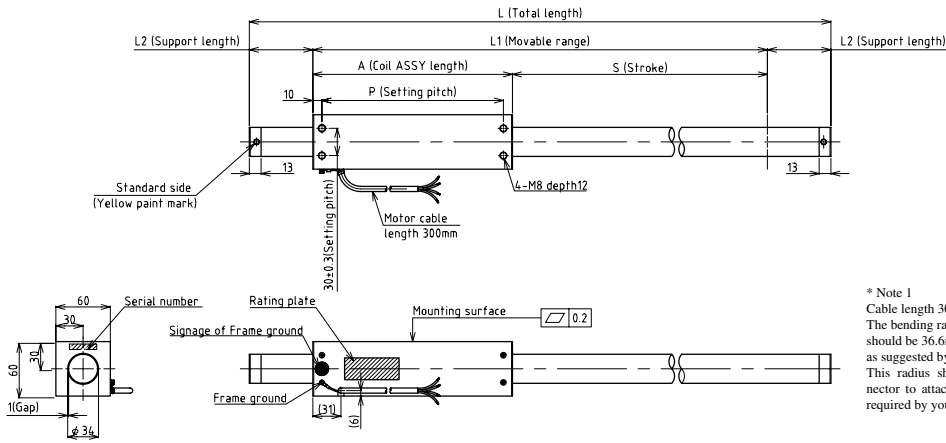 L (Total length)
L2 (Support length)
L1 (Movable range)
L2 (Support length)
A (Coil ASSY length)
S (Stroke)
10
P (Setting pitch)
13
13
Standard side
(Yellow paint mark)
4-M8 depth12
Motor cable
length 300mm
30±0.3(Setting pitch)
60
Serial number
30
30
60
1(Gap)
ϕ34
Rating plate
Mounting surface
▱ 0.2
Signage of Frame ground
Frame ground
(31)
(6)
* Note 1
Cable length 30
The bending ra
should be 36.6
as suggested by
This radius sh
nector to attac
required by you